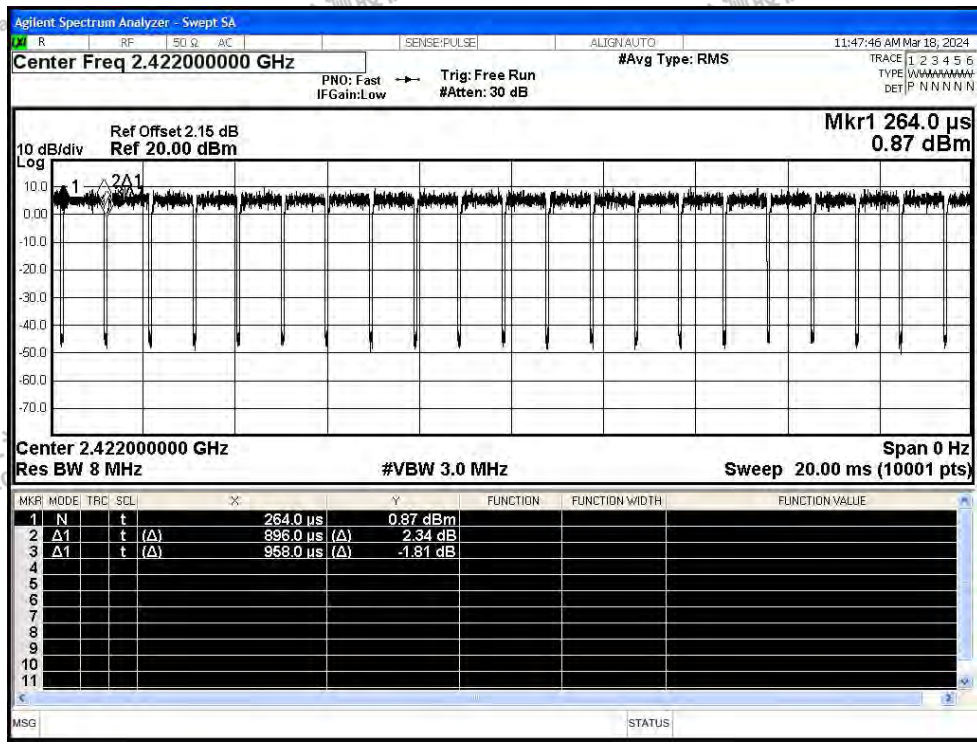 Agilent Spectrum Analyzer - Swept SA
LXI R RF 50 Ω AC SENSE:PULSE ALIGN AUTO 11:47:46 AM Mar 18, 2024
Center Freq 2.422000000 GHz
#Avg Type: RMS
TRACE 1 2 3 4 5 6
PNO: Fast Trig: Free Run
TYPE WWWWWW
IFGain:Low #Atten: 30 dB
DET P N N N N N
Mkr1 264.0 µs
Ref Offset 2.15 dB
10 dB/div Ref 20.00 dBm 0.87 dBm
Log
10.0
1 2Δ1
0.00
-10.0
-20.0
-30.0
-40.0
-50.0
-60.0
-70.0
Center 2.422000000 GHz Span 0 Hz
Res BW 8 MHz #VBW 3.0 MHz Sweep 20.00 ms (10001 pts)
MKR MODE TRC SCL X Y FUNCTION FUNCTION WIDTH FUNCTION VALUE
1 N t 264.0 µs 0.87 dBm
2 Δ1 t (Δ) 896.0 µs (Δ) 2.34 dB
3 Δ1 t (Δ) 958.0 µs (Δ) -1.81 dB
4
5
6
7
8
9
10
11
MSG STATUS